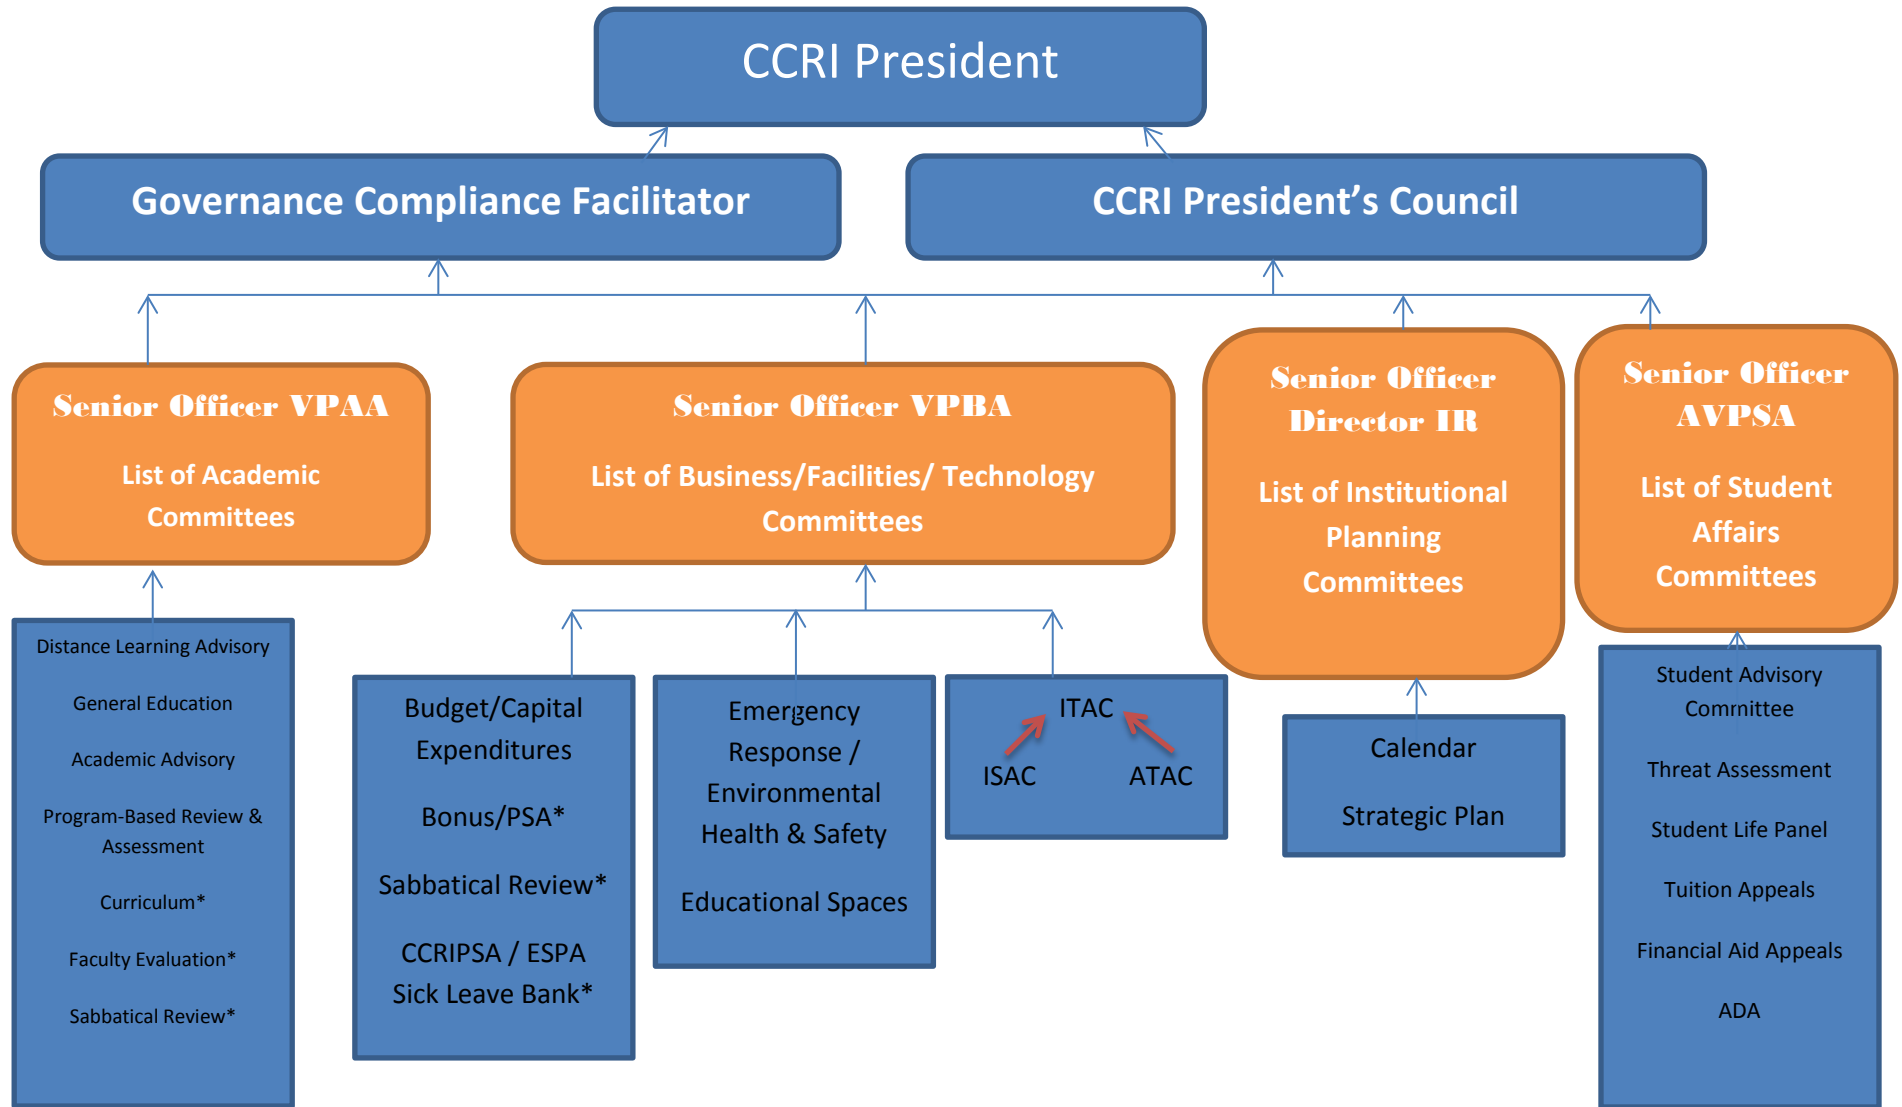 CCRI President
Governance Compliance Facilitator
CCRI President’s Council
Senior Officer VPAA
List of Academic
Committees
Senior Officer VPBA
List of Business/Facilities/ Technology
Committees
Senior Officer
Director IR
List of Institutional
Planning
Committees
Senior Officer
AVPSA
List of Student
Affairs
Committees
Distance Learning Advisory
General Education
Academic Advisory
Program-Based Review &
Assessment
Curriculum*
Faculty Evaluation*
Sabbatical Review*
Budget/Capital
Expenditures
Bonus/PSA*
Sabbatical Review*
CCRIPSA / ESPA
Sick Leave Bank*
Emergency
Response /
Environmental
Health & Safety
Educational Spaces
ITAC
ISAC ATAC
Calendar
Strategic Plan
Student Advisory
Committee
Threat Assessment
Student Life Panel
Tuition Appeals
Financial Aid Appeals
ADA